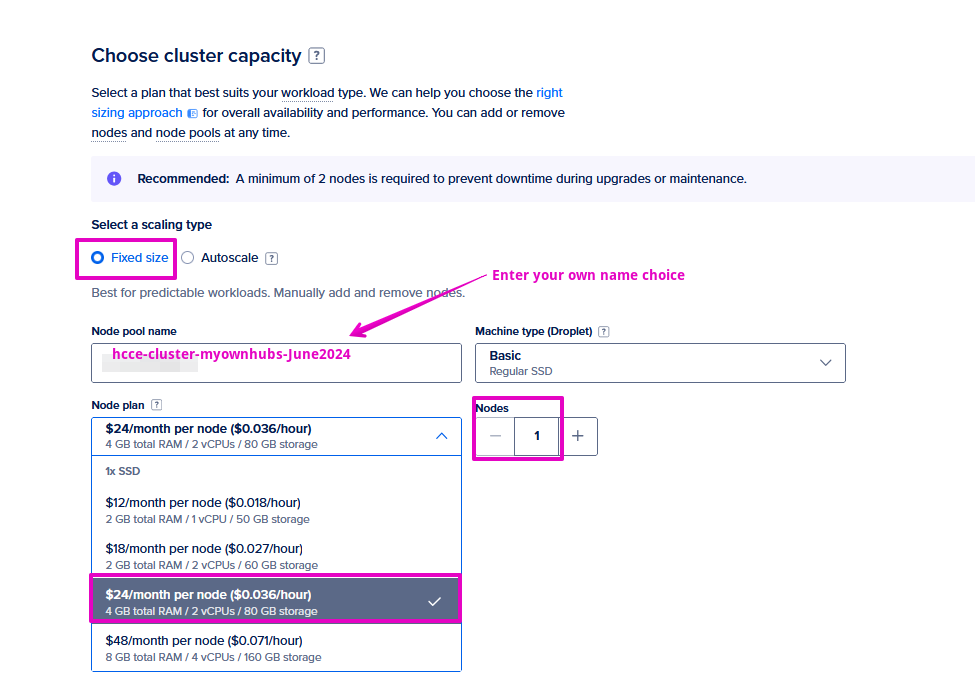 Choose cluster capacity ?
Select a plan that best suits your workload type. We can help you choose the right
sizing approach for overall availability and performance. You can add or remove
nodes and node pools at any time.
Recommended: A minimum of 2 nodes is required to prevent downtime during upgrades or maintenance.
Select a scaling type
Fixed size Autoscale ?
Enter your own name choice
Best for predictable workloads. Manually add and remove nodes.
Node pool name
hcce-cluster-myownhubs-June2024
Machine type (Droplet) ?
Basic
Regular SSD
Node plan ?
$24/month per node ($0.036/hour)
4 GB total RAM / 2 vCPUs / 80 GB storage
Nodes
− 1 +
1x SSD
$12/month per node ($0.018/hour)
2 GB total RAM / 1 vCPU / 50 GB storage
$18/month per node ($0.027/hour)
2 GB total RAM / 2 vCPUs / 60 GB storage
$24/month per node ($0.036/hour)
4 GB total RAM / 2 vCPUs / 80 GB storage
$48/month per node ($0.071/hour)
8 GB total RAM / 4 vCPUs / 160 GB storage